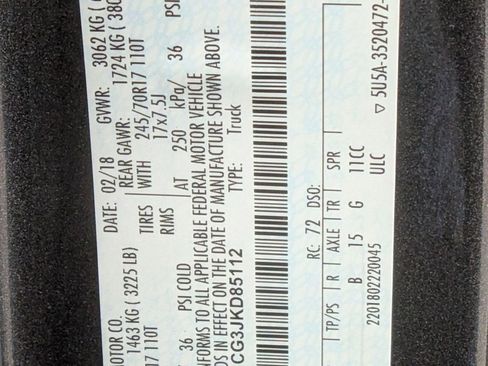 OTOR CO. DATE: 02/18 GVWR: 3062 KG (
1463 KG ( 3225 LB) REAR GAWR: 1724 KG ( 380
17 110T TIRES WITH 245/70R17 110T
RIMS 17x7.5J
36 PSI COLD AT 250 kPa/ 36 PSI
NFORMS TO ALL APPLICABLE FEDERAL MOTOR VEHICLE
DS IN EFFECT ON THE DATE OF MANUFACTURE SHOWN ABOVE.
CG3JKD85112 TYPE: Truck
RC: 72 DSO:
TP/PS R AXLE TR SPR
B 15 G 11CC
2201802220045 ULC
▽ 5U5A-3520472-